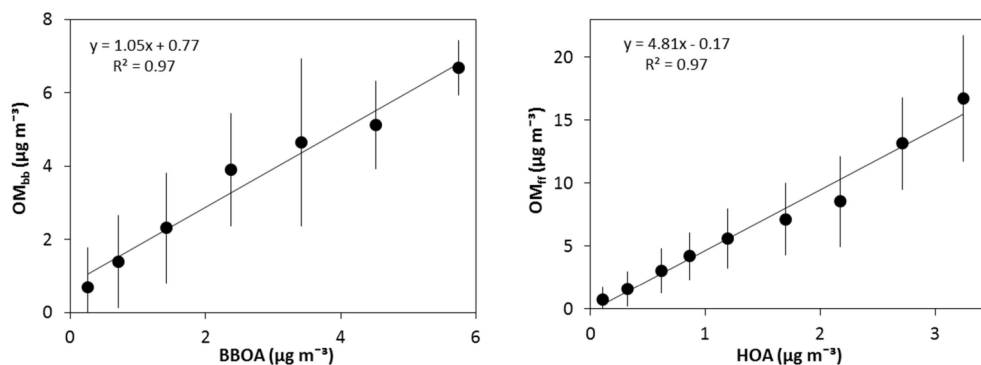 y = 1.05x + 0.77
R² = 0.97
8
6
4
2
0
OMbb (µg m⁻³)
0 2 4 6
BBOA (µg m⁻³)
y = 4.81x - 0.17
R² = 0.97
20
15
10
5
0
OMff (µg m⁻³)
0 1 2 3
HOA (µg m⁻³)